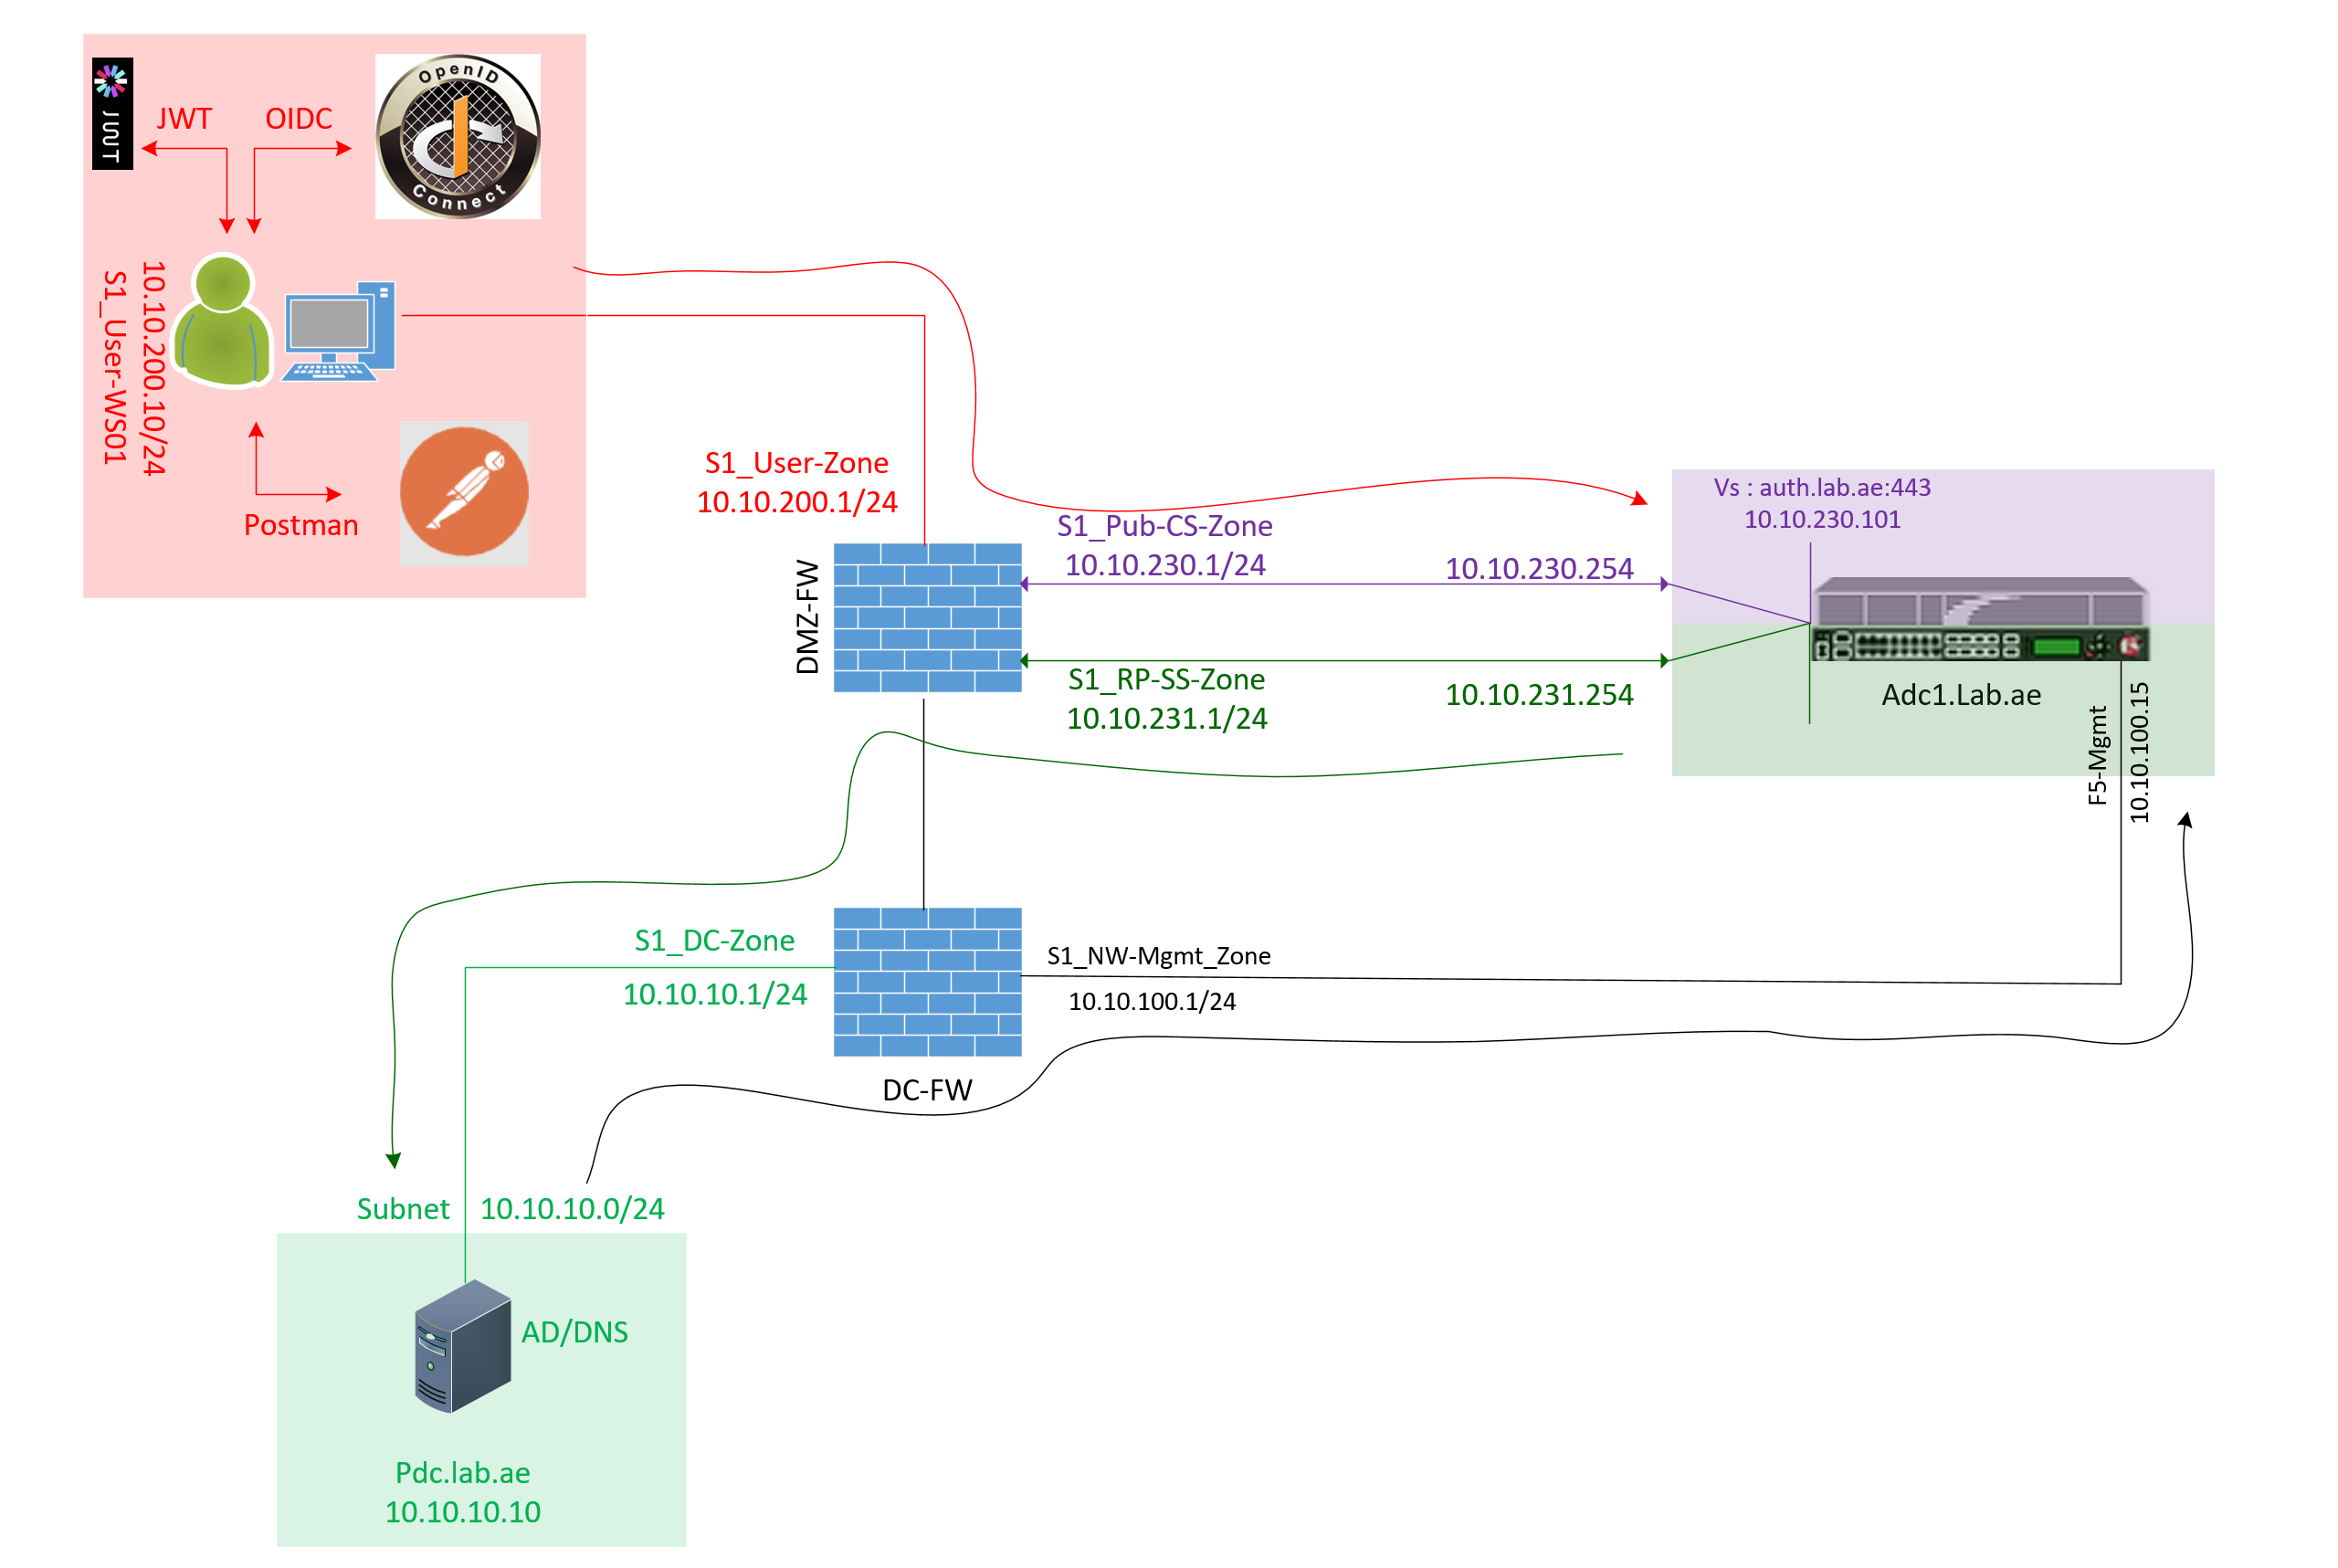 JWT
OIDC
OpenID
Connect
JUUT
10.10.200.10/24
S1_User-WS01
Postman
S1_User-Zone
10.10.200.1/24
DMZ-FW
S1_Pub-CS-Zone
10.10.230.1/24
10.10.230.254
S1_RP-SS-Zone
10.10.231.1/24
10.10.231.254
Vs : auth.lab.ae:443
10.10.230.101
Adc1.Lab.ae
F5-Mgmt
10.10.100.15
S1_DC-Zone
10.10.10.1/24
S1_NW-Mgmt_Zone
10.10.100.1/24
DC-FW
Subnet 10.10.10.0/24
AD/DNS
Pdc.lab.ae
10.10.10.10